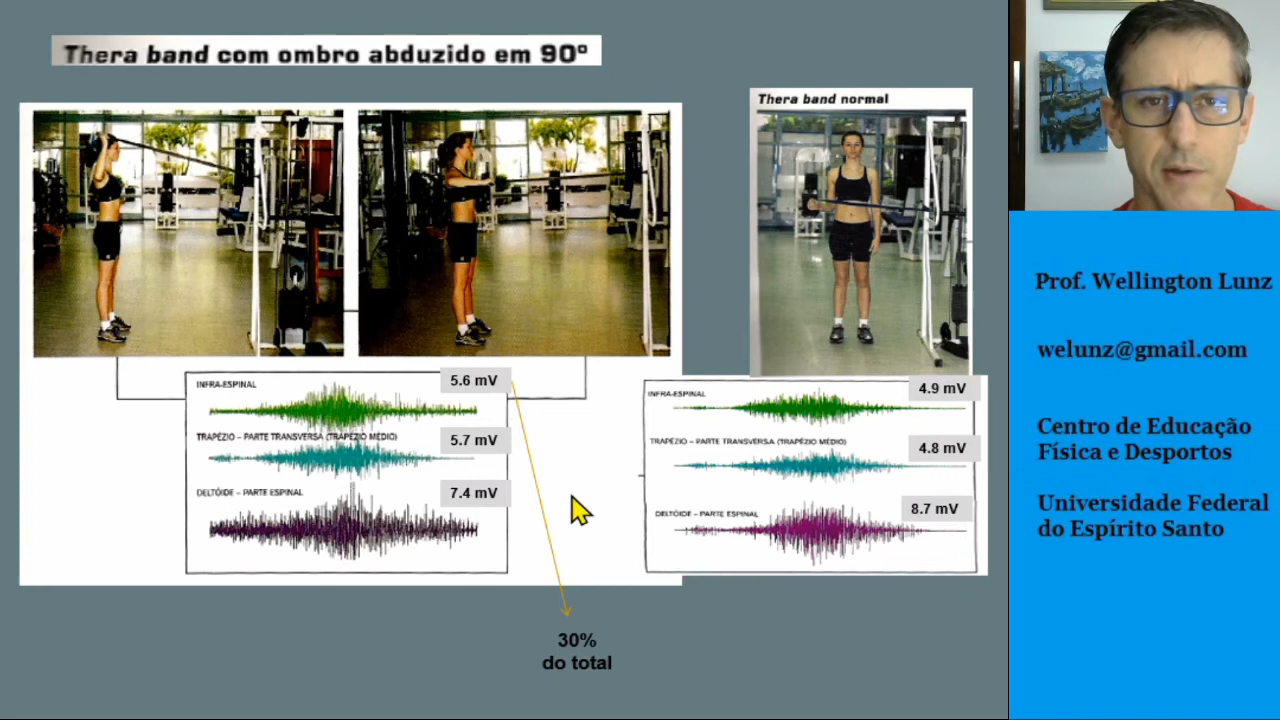 Thera band com ombro abduzido em 90º
Thera band normal
INFRA-ESPINAL
5.6 mV
TRAPÉZIO – PARTE TRANSVERSA (TRAPÉZIO MÉDIO)
5.7 mV
DELTÓIDE – PARTE ESPINAL
7.4 mV
INFRA-ESPINAL
4.9 mV
TRAPÉZIO – PARTE TRANSVERSA (TRAPÉZIO MÉDIO)
4.8 mV
DELTÓIDE – PARTE ESPINAL
8.7 mV
30%
do total
Prof. Wellington Lunz
welunz@gmail.com
Centro de Educação
Física e Desportos
Universidade Federal
do Espírito Santo